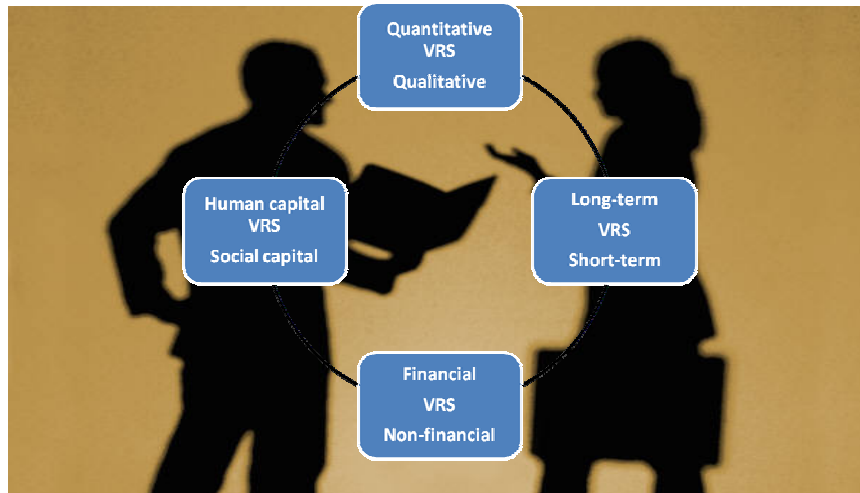 Quantitative
VRS
Qualitative
Human capital
VRS
Social capital
Long-term
VRS
Short-term
Financial
VRS
Non-financial